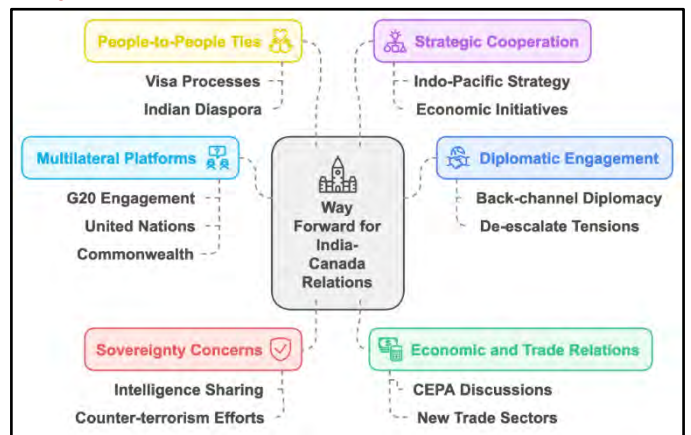 People-to-People Ties
Visa Processes
Indian Diaspora
Strategic Cooperation
Indo-Pacific Strategy
Economic Initiatives
Multilateral Platforms
G20 Engagement
United Nations
Commonwealth
Way
Forward for
India-
Canada
Relations
Diplomatic Engagement
Back-channel Diplomacy
De-escalate Tensions
Sovereignty Concerns
Intelligence Sharing
Counter-terrorism Efforts
Economic and Trade Relations
CEPA Discussions
New Trade Sectors